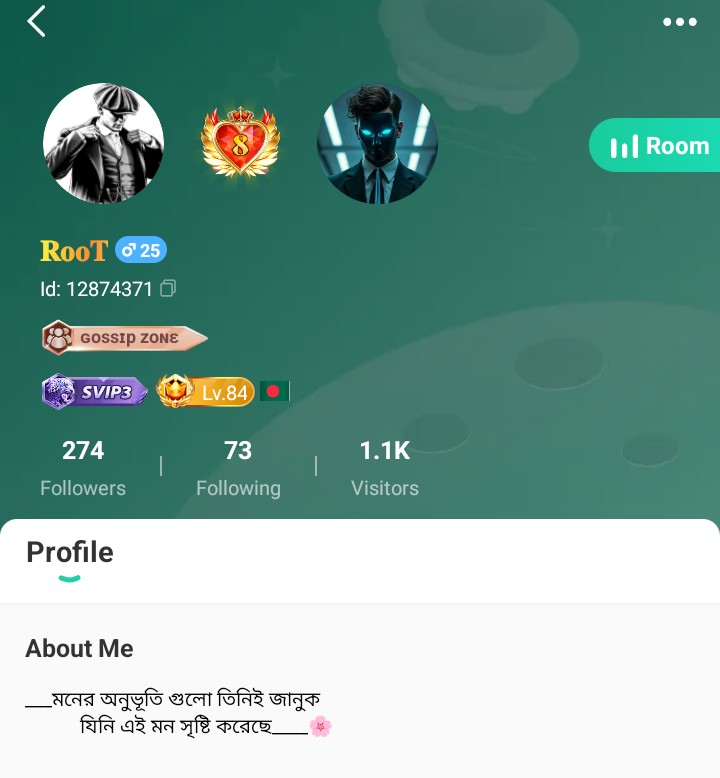 Room
8
RooT ♂ 25
Id: 12874371
GOSSIP ZONE
SVIP3 Lv.84
274 73 1.1K
Followers Following Visitors
Profile
About Me
___মনের অনুভূতি গুলো তিনিই জানুক
যিনি এই মন সৃষ্টি করেছে____🌸